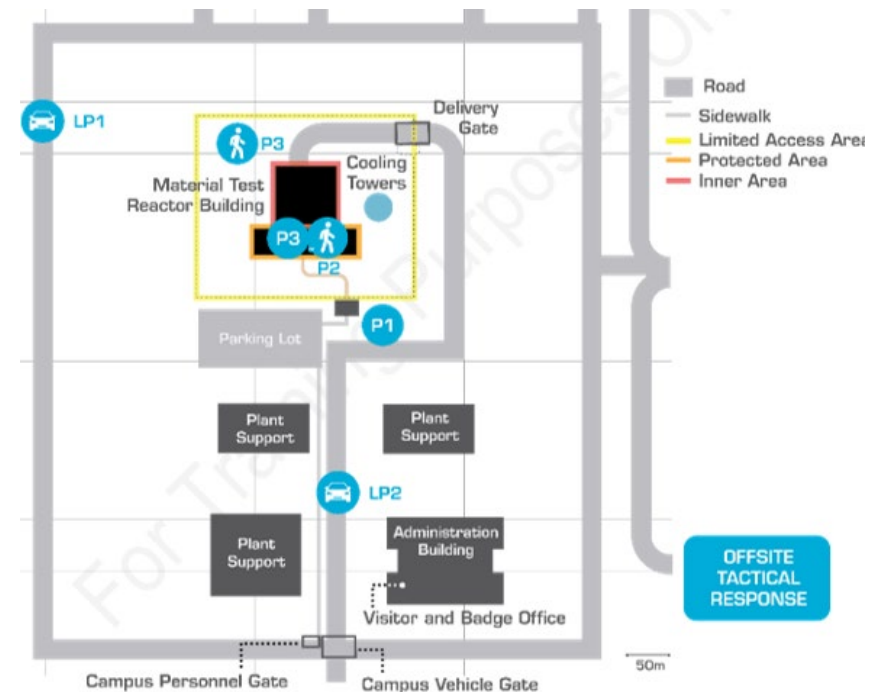 Delivery
Gate
Road
Sidewalk
Limited Access Area
Protected Area
Inner Area
LP1
P3
Cooling
Towers
Material Test
Reactor Building
P3
P2
P1
Parking Lot
Plant
Support
Plant
Support
LP2
Plant
Support
Administration
Building
Visitor and Badge Office
OFFSITE
TACTICAL
RESPONSE
50m
Campus Personnel Gate
Campus Vehicle Gate
For Training Purposes On